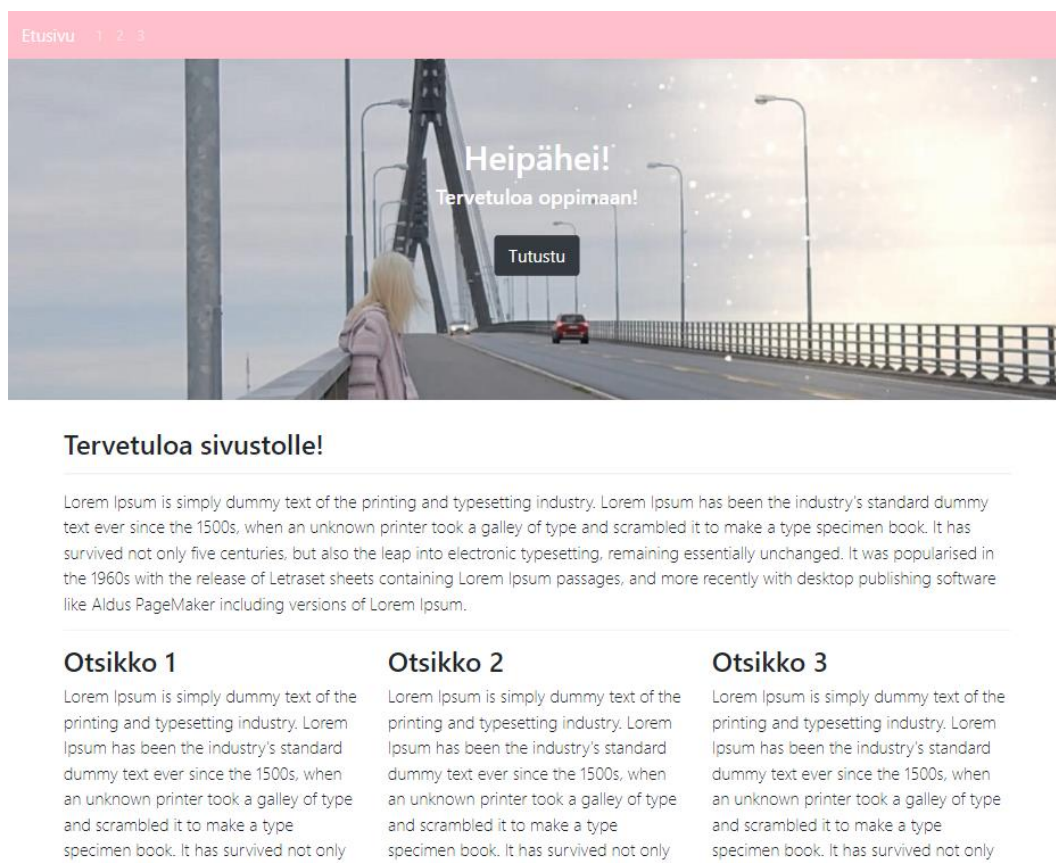 Etusivu 1 2 3
Heipähei!
Tervetuloa oppimaan!
Tutustu
Tervetuloa sivustolle!
Lorem Ipsum is simply dummy text of the printing and typesetting industry. Lorem Ipsum has been the industry's standard dummy
text ever since the 1500s, when an unknown printer took a galley of type and scrambled it to make a type specimen book. It has
survived not only five centuries, but also the leap into electronic typesetting, remaining essentially unchanged. It was popularised in
the 1960s with the release of Letraset sheets containing Lorem Ipsum passages, and more recently with desktop publishing software
like Aldus PageMaker including versions of Lorem Ipsum.
Otsikko 1
Lorem Ipsum is simply dummy text of the
printing and typesetting industry. Lorem
Ipsum has been the industry's standard
dummy text ever since the 1500s, when
an unknown printer took a galley of type
and scrambled it to make a type
specimen book. It has survived not only
Otsikko 2
Lorem Ipsum is simply dummy text of the
printing and typesetting industry. Lorem
Ipsum has been the industry's standard
dummy text ever since the 1500s, when
an unknown printer took a galley of type
and scrambled it to make a type
specimen book. It has survived not only
Otsikko 3
Lorem Ipsum is simply dummy text of the
printing and typesetting industry. Lorem
Ipsum has been the industry's standard
dummy text ever since the 1500s, when
an unknown printer took a galley of type
and scrambled it to make a type
specimen book. It has survived not only